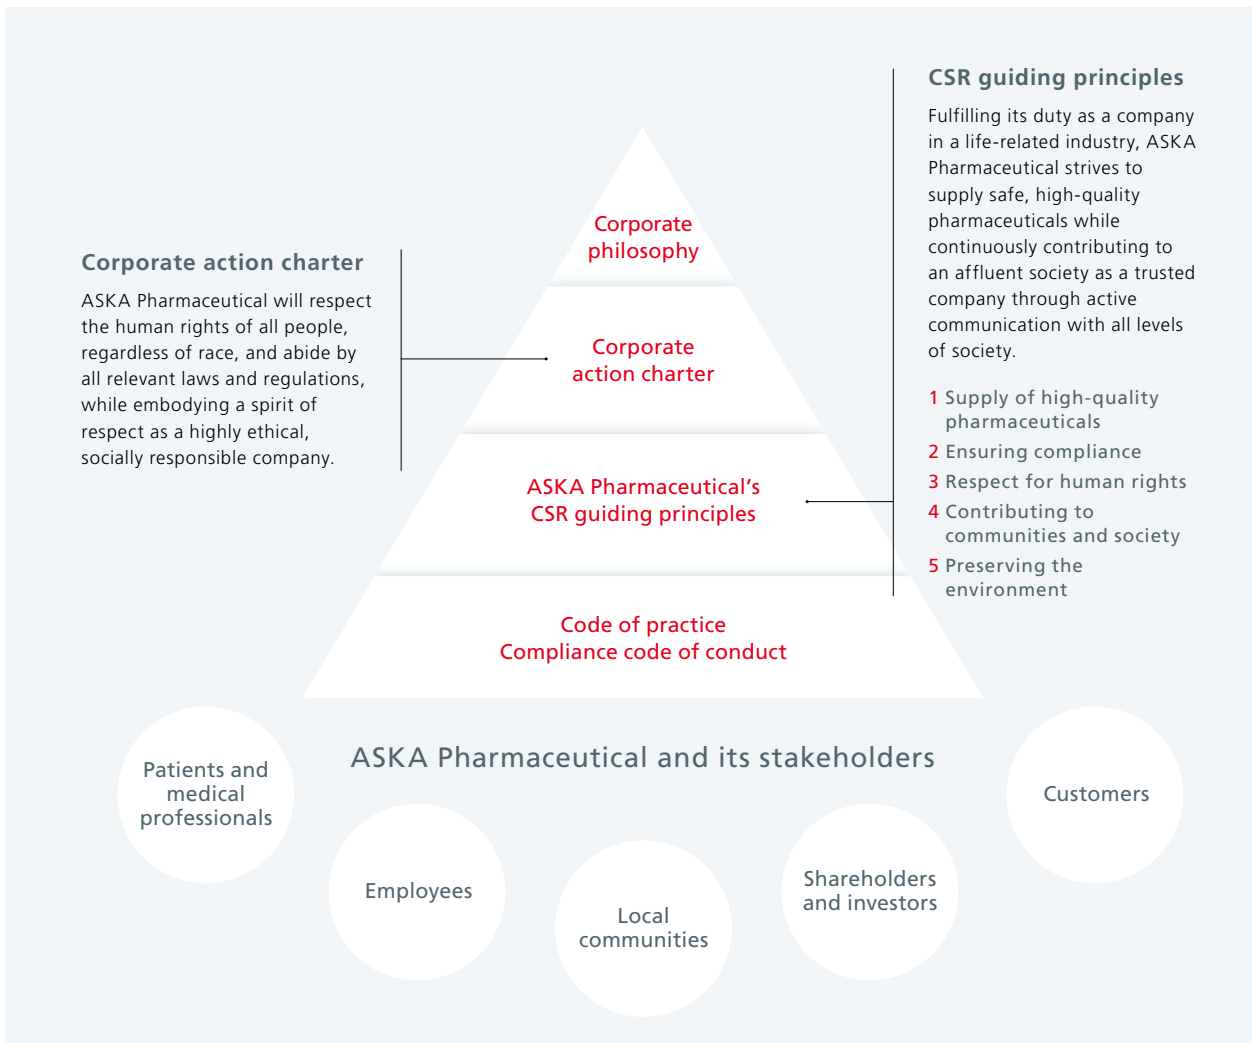 CSR guiding principles
Fulfilling its duty as a company
in a life-related industry, ASKA
Pharmaceutical strives to
supply safe, high-quality
pharmaceuticals while
continuously contributing to
an affluent society as a trusted
company through active
communication with all levels
of society.
1 Supply of high-quality
pharmaceuticals
2 Ensuring compliance
3 Respect for human rights
4 Contributing to
communities and society
5 Preserving the
environment
Corporate action charter
ASKA Pharmaceutical will respect
the human rights of all people,
regardless of race, and abide by
all relevant laws and regulations,
while embodying a spirit of
respect as a highly ethical,
socially responsible company.
Corporate
philosophy
Corporate
action charter
ASKA Pharmaceutical's
CSR guiding principles
Code of practice
Compliance code of conduct
ASKA Pharmaceutical and its stakeholders
Patients and
medical
professionals
Employees
Local
communities
Shareholders
and investors
Customers